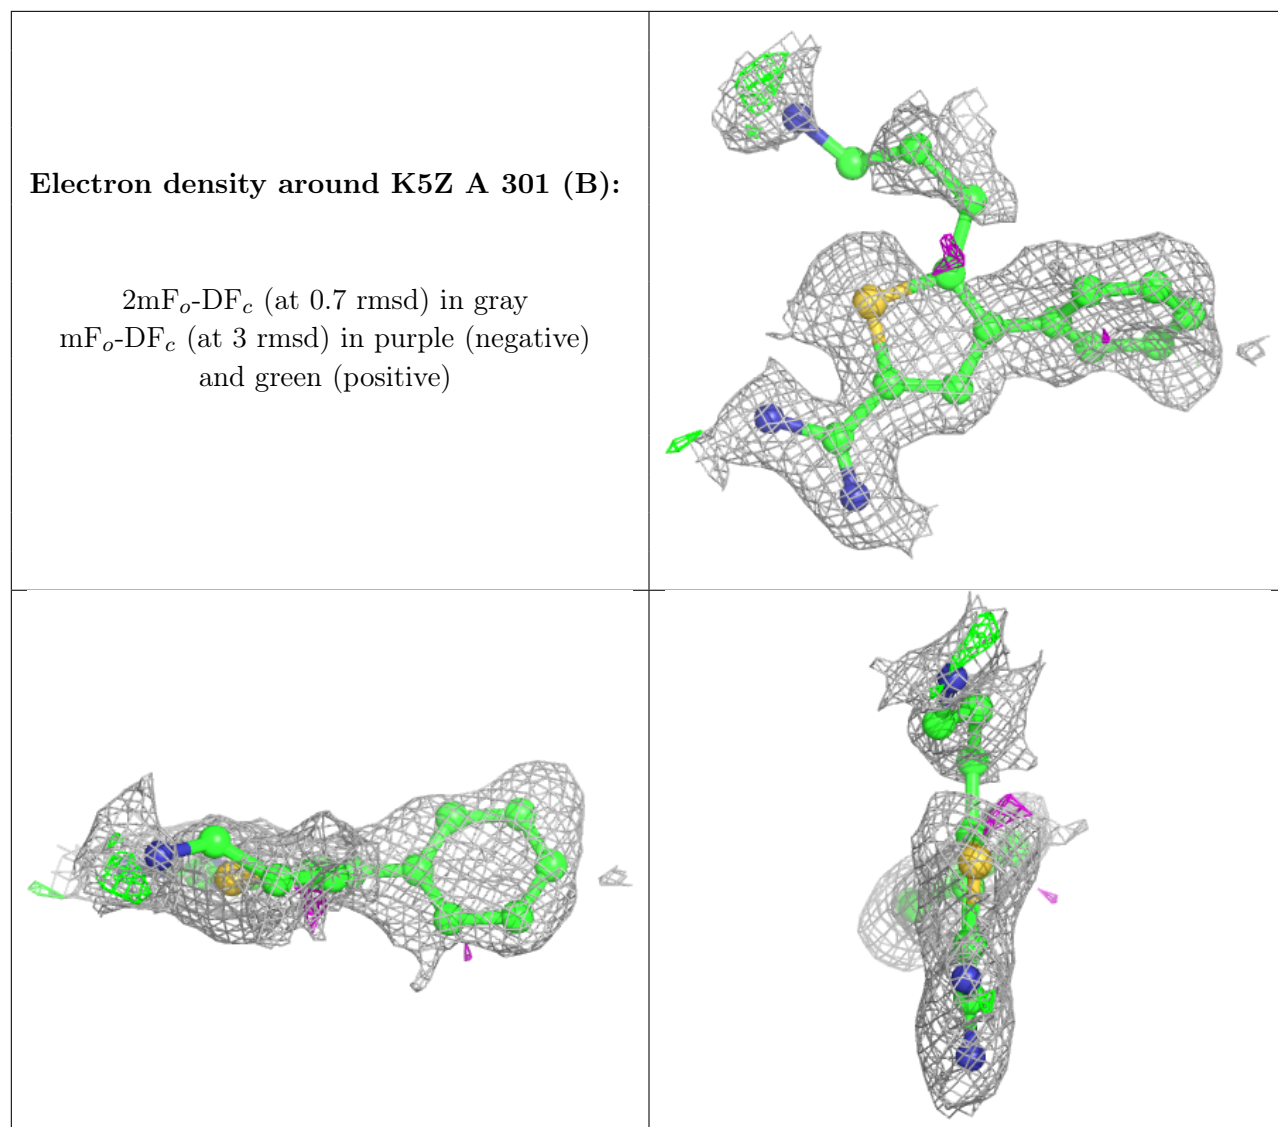 Electron density around K5Z A 301 (B):
2mFₒ-DF𝑐 (at 0.7 rmsd) in gray
mFₒ-DF𝑐 (at 3 rmsd) in purple (negative)
and green (positive)